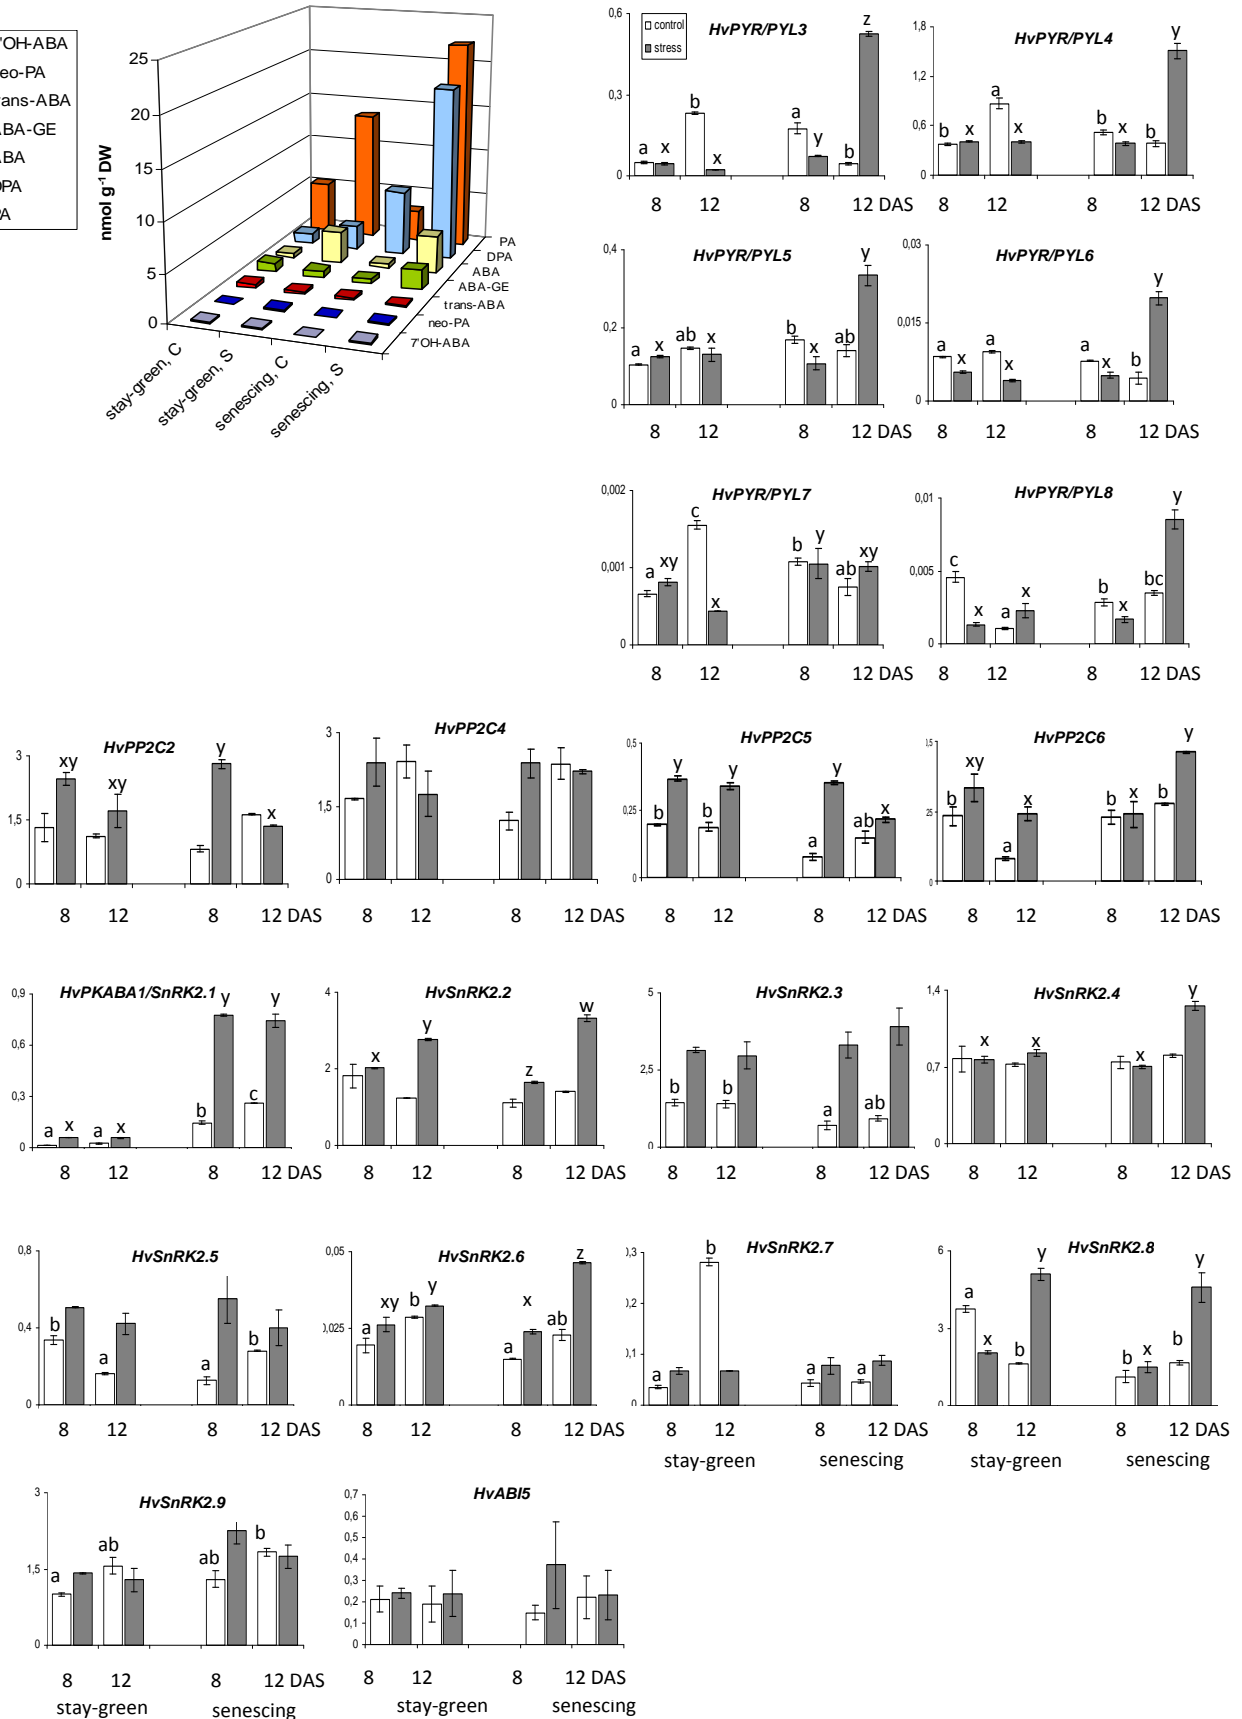 'OH-ABA
eo-PA
rans-ABA
ABA-GE
ABA
DPA
PA
nmol g⁻¹ DW
25
20
15
10
5
0
PA
DPA
ABA
ABA-GE
trans-ABA
neo-PA
7'OH-ABA
stay-green, C
stay-green, S
senescing, C
senescing, S
HvPYR/PYL3
control
stress
0,6
0,3
0
a x b x a y b z
8 12 8 12 DAS
HvPYR/PYL4
1,8
1,2
0,6
0
b x a x b x b y
8 12 8 12 DAS
HvPYR/PYL5
0,4
0,2
0
a x ab x b x ab y
8 12 8 12 DAS
HvPYR/PYL6
0,03
0,015
0
a x a x a x b y
8 12 8 12 DAS
HvPYR/PYL7
0,002
0,001
0
a xy c x b y ab xy
8 12 8 12 DAS
HvPYR/PYL8
0,01
0,005
0
c x a x b x bc y
8 12 8 12 DAS
HvPP2C2
3
1,5
0
xy xy y x
8 12 8 12 DAS
HvPP2C4
3
1,5
0
8 12 8 12 DAS
HvPP2C5
0,5
0,25
0
b y b y a y ab x
8 12 8 12 DAS
HvPP2C6
,5
25
0
b xy a x b x b y
8 12 8 12 DAS
HvPKABA1/SnRK2.1
0,9
0,6
0,3
0
a x a x b y c y
8 12 8 12 DAS
HvSnRK2.2
4
2
0
x y z w
8 12 8 12 DAS
HvSnRK2.3
5
2,5
0
b b a ab
8 12 8 12 DAS
HvSnRK2.4
1,4
0,7
0
x x x y
8 12 8 12 DAS
HvSnRK2.5
0,8
0,4
0
b a a b
8 12 8 12 DAS
HvSnRK2.6
0,05
0,025
0
a xy b y a x ab z
8 12 8 12 DAS
HvSnRK2.7
0,3
0,2
0,1
0
a b a a
8 12 8 12 DAS
stay-green senescing
HvSnRK2.8
6
3
0
a x b y b x b y
8 12 8 12 DAS
stay-green senescing
HvSnRK2.9
3
1,5
0
a ab ab b
8 12 8 12 DAS
stay-green senescing
HvABI5
0,7
0,6
0,5
0,4
0,3
0,2
0,1
0
8 12 8 12 DAS
stay-green senescing